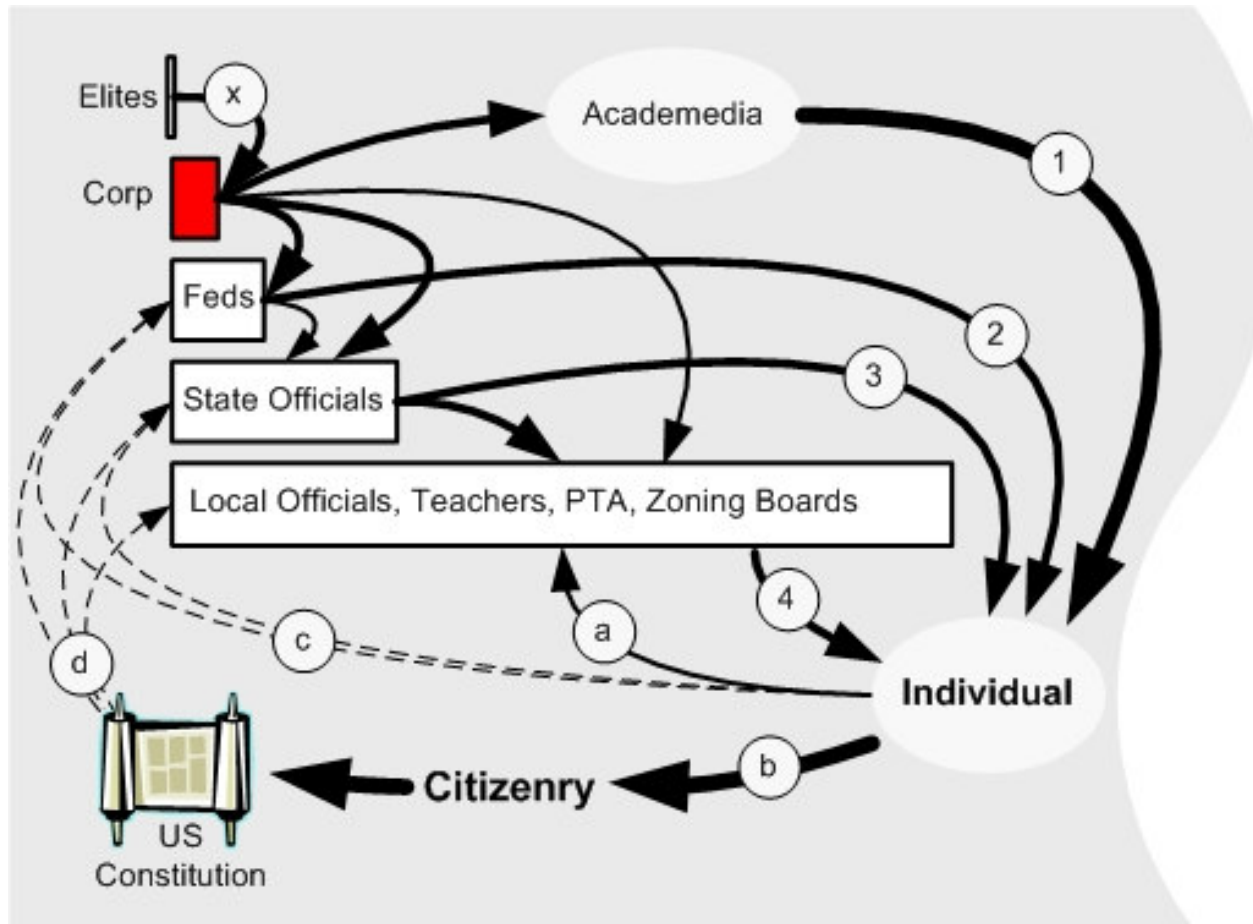 Elites
x
Academedia
1
Corp
Feds
2
3
State Officials
Local Officials, Teachers, PTA, Zoning Boards
4
a
c
d
Individual
b
Citizenry
US
Constitution